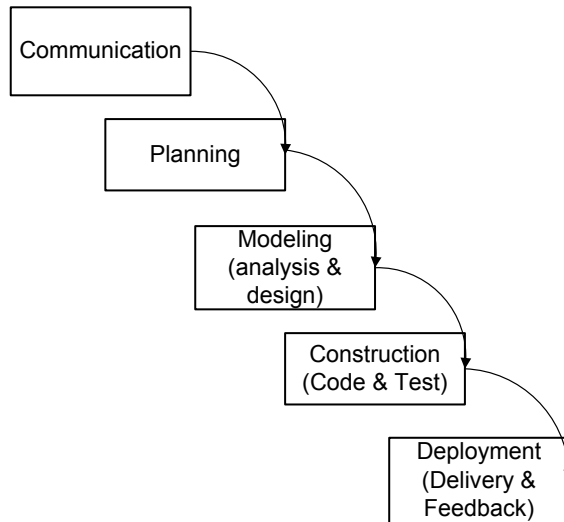 Communication
Planning
Modeling
(analysis &
design)
Construction
(Code & Test)
Deployment
(Delivery &
Feedback)